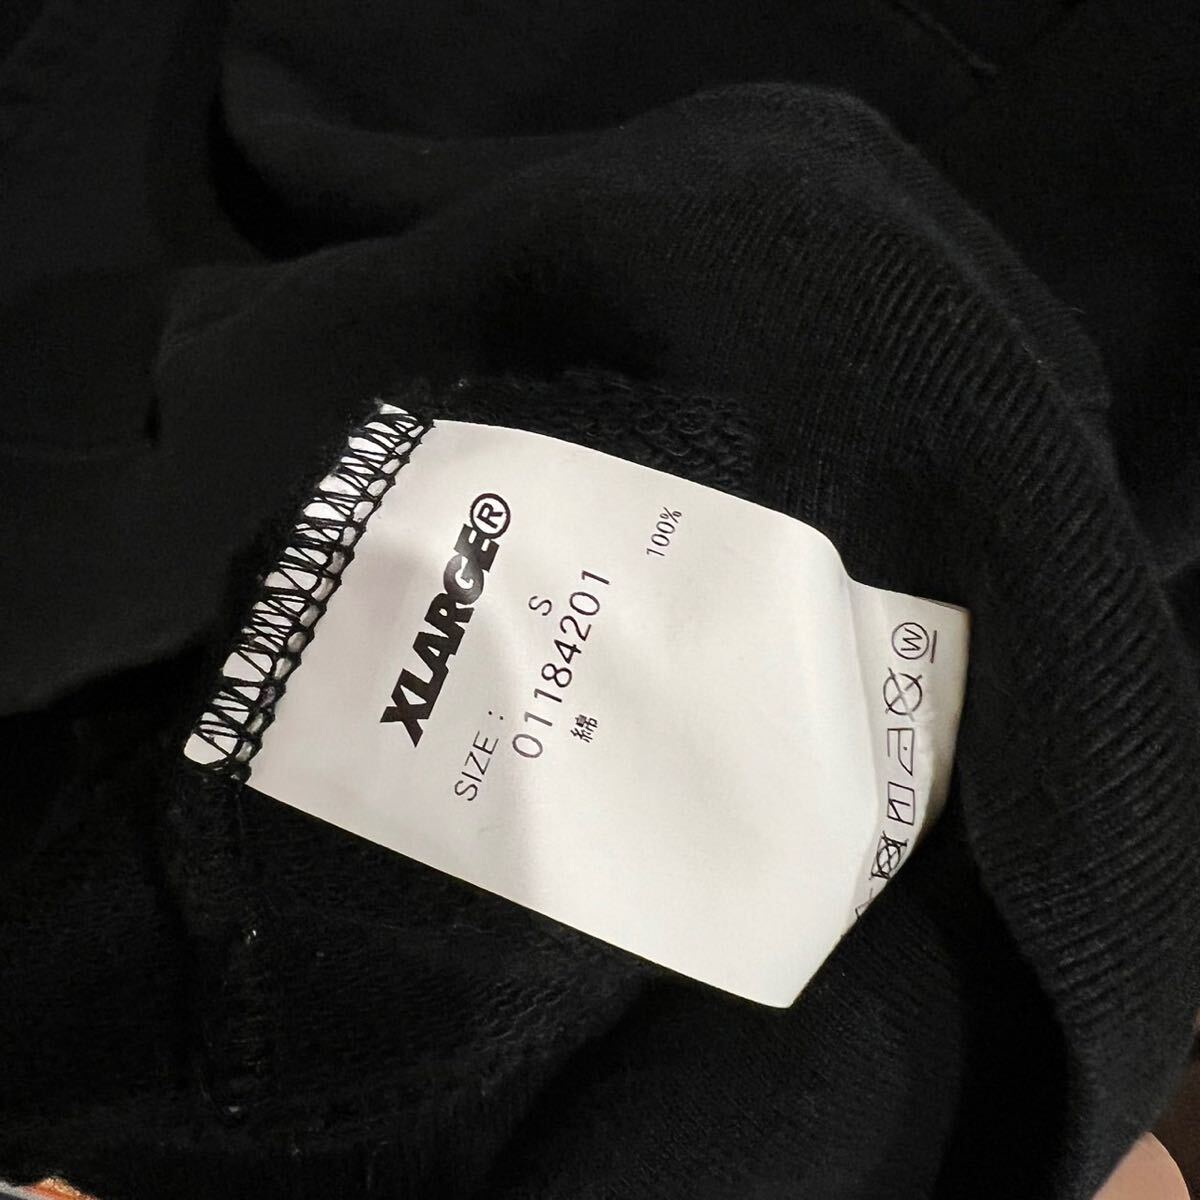 XLARGE®
SIZE: S
01184201
綿 100%
W